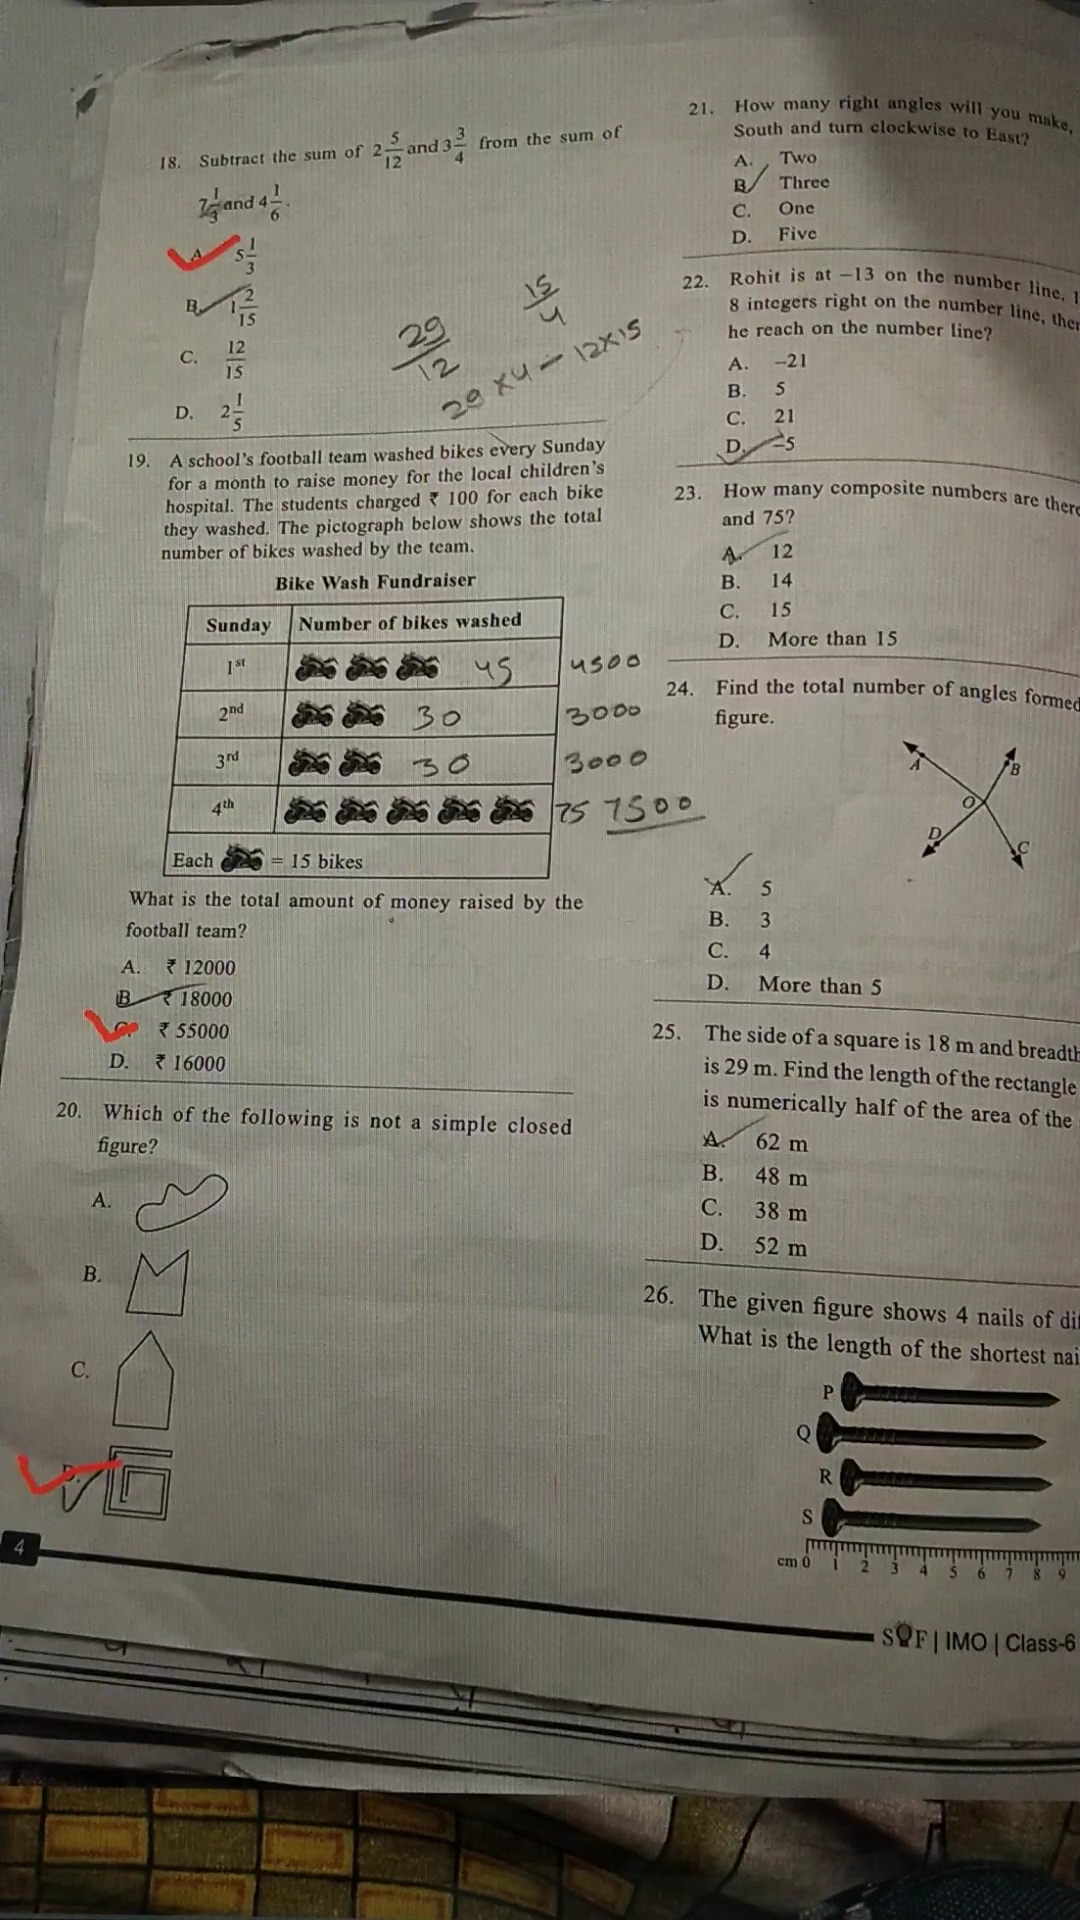 18. Subtract the sum of 2 5/12 and 3 3/4 from the sum of
7 1/3 and 4 1/6.
A. 5 1/3
B. 1 2/15
C. 12/15
D. 2 1/5
29/12
15/4
29 x 4 - 12 x 15
19. A school's football team washed bikes every Sunday
for a month to raise money for the local children's
hospital. The students charged ₹ 100 for each bike
they washed. The pictograph below shows the total
number of bikes washed by the team.
Bike Wash Fundraiser
Sunday Number of bikes washed
1st 45 4500
2nd 30 3000
3rd 30 3000
4th 75 7500
Each = 15 bikes
What is the total amount of money raised by the
football team?
A. ₹ 12000
B. ₹ 18000
C. ₹ 55000
D. ₹ 16000
20. Which of the following is not a simple closed
figure?
A.
B.
C.
D.
4
21. How many right angles will you make,
South and turn clockwise to East?
A. Two
B. Three
C. One
D. Five
22. Rohit is at −13 on the number line,
8 integers right on the number line,
he reach on the number line?
A. −21
B. 5
C. 21
D. −5
23. How many composite numbers are
and 75?
A. 12
B. 14
C. 15
D. More than 15
24. Find the total number of angles
figure.
A
B
O
D
C
A. 5
B. 3
C. 4
D. More than 5
25. The side of a square is 18 m and
is 29 m. Find the length of the rectangle
is numerically half of the area of the
A. 62 m
B. 48 m
C. 38 m
D. 52 m
26. The given figure shows 4 nails of
What is the length of the shortest
P
Q
R
S
cm 0 1 2 3 4 5 6 7 8 9
SOF | IMO | Class-6